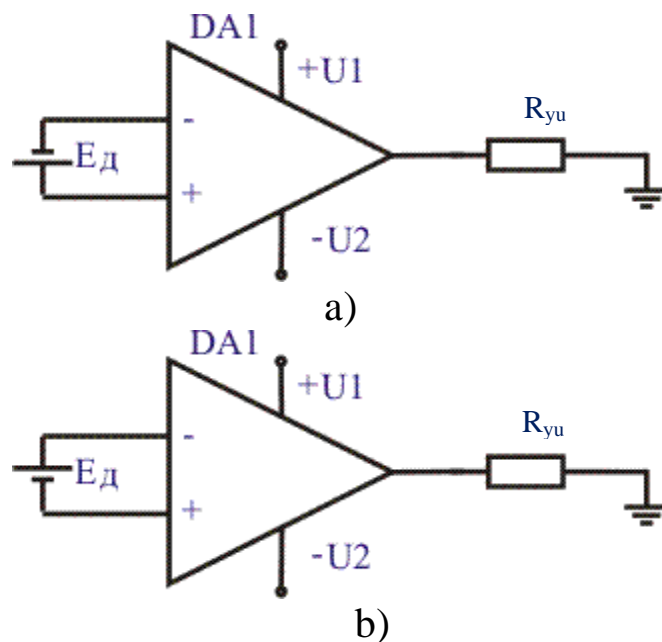 DA1
+U1
R_yu
-
Eд
+
-U2
a)
DA1
+U1
R_yu
-
Eд
+
-U2
b)